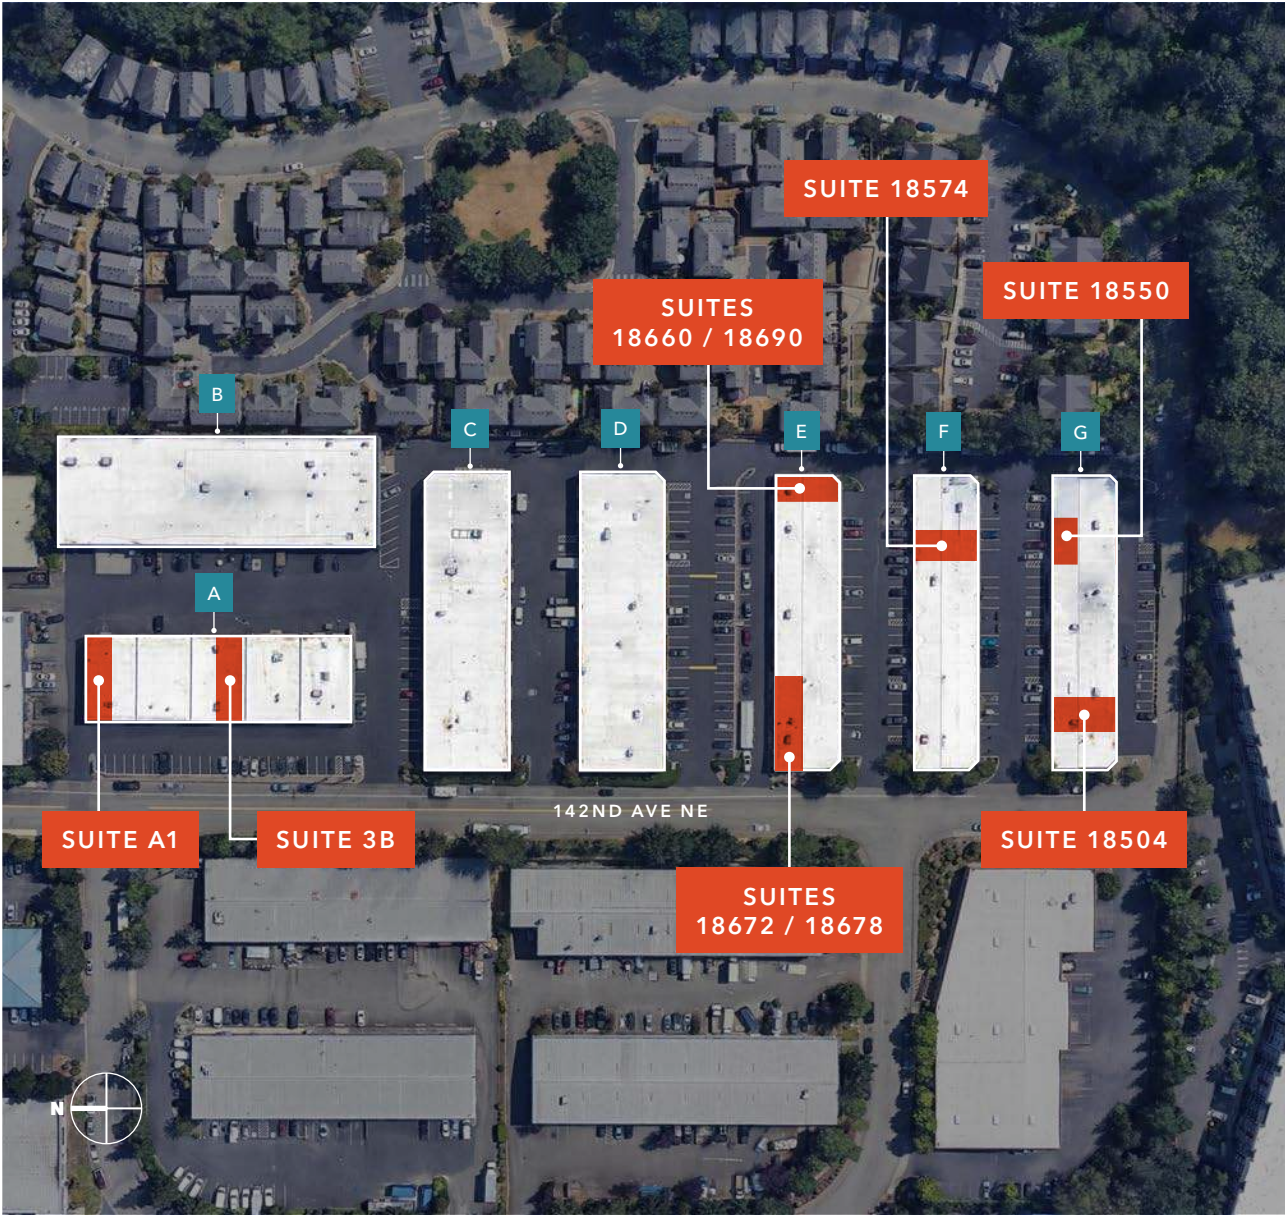 SUITE 18574
SUITE 18550
SUITES
18660 / 18690
B
C
D
E
F
G
A
142ND AVE NE
SUITE A1
SUITE 3B
SUITE 18504
SUITES
18672 / 18678
N